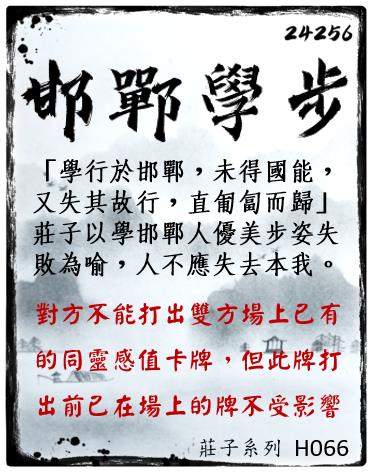 24256
邯鄲學步
「學行於邯鄲，未得國能，
又失其故行，直匍匐而歸」
莊子以學邯鄲人優美步姿失
敗為喻，人不應失去本我。
對方不能打出雙方場上已有
的同靈感值卡牌，但此牌打
出前已在場上的牌不受影響
莊子系列 H066